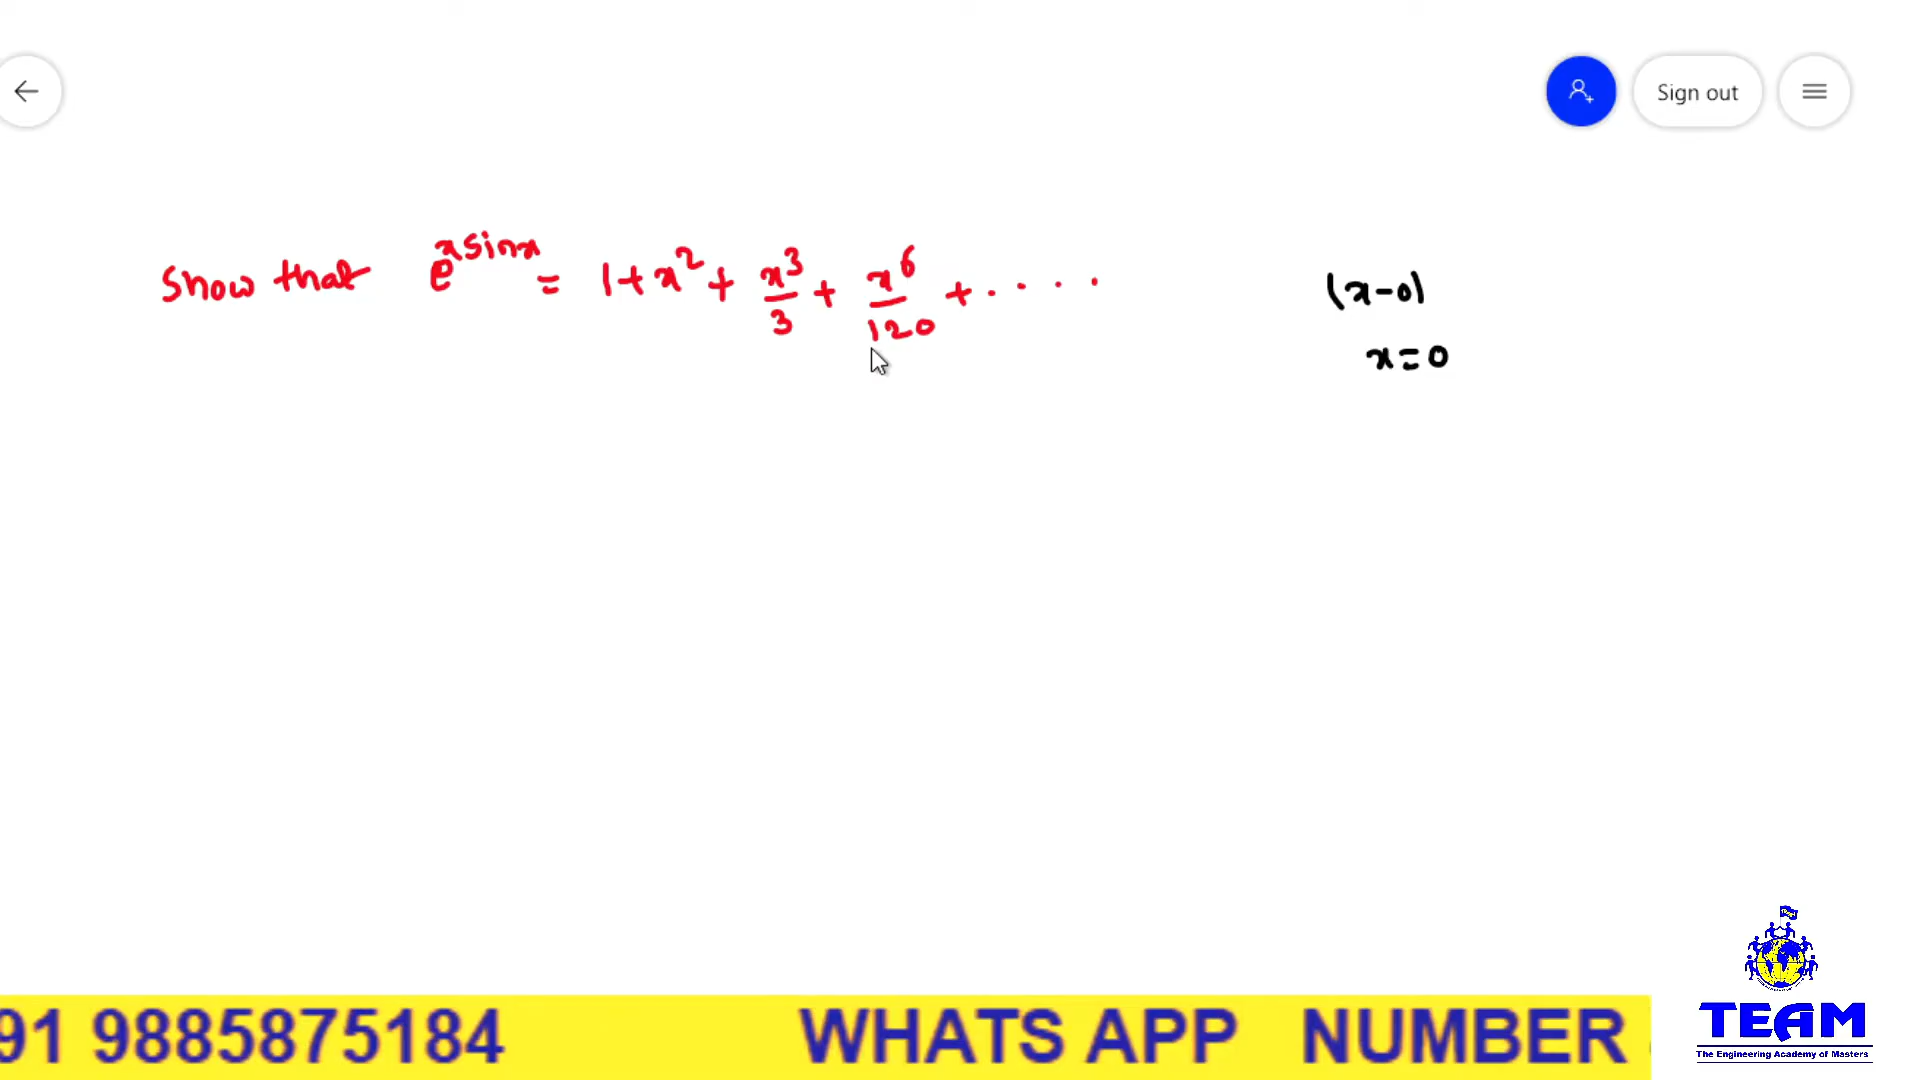 Sign out
Show that e^{x sin x} = 1 + x^2 + x^3/3 + x^6/120 + . . . .
(x-0)
x=0
91 9885875184 WHATS APP NUMBER
TEAM
The Engineering Academy of Masters